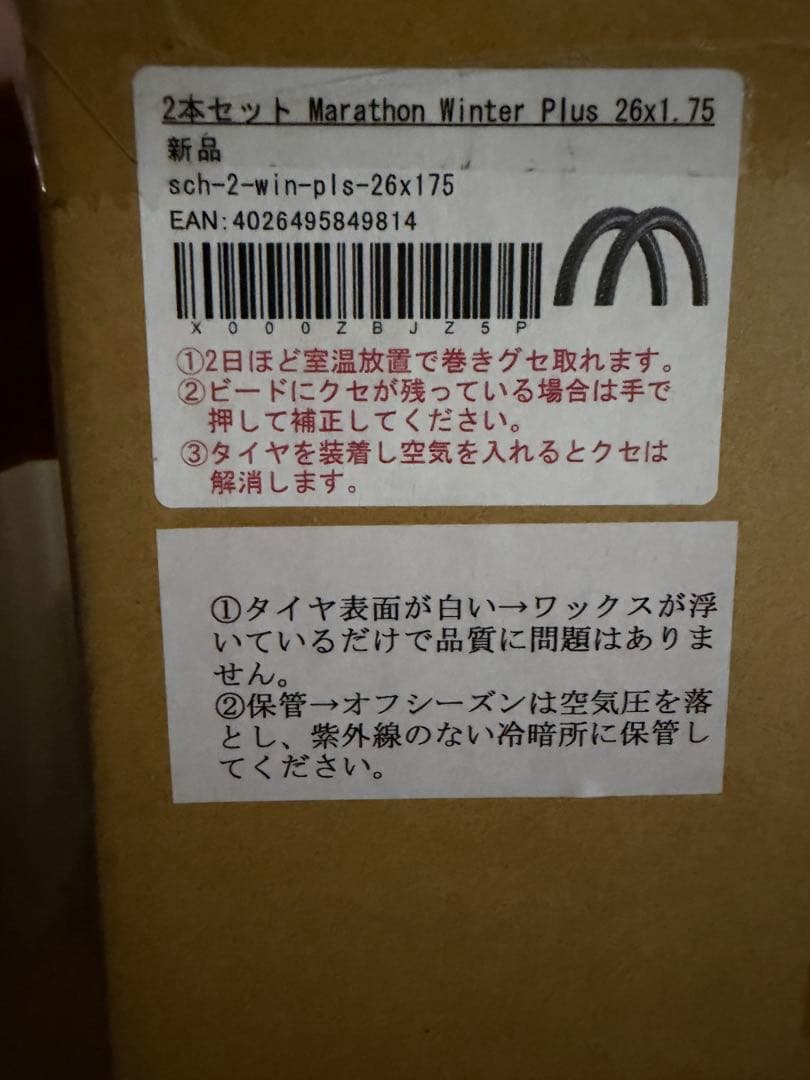 2本セット Marathon Winter Plus 26x1.75
新品
sch-2-win-pls-26x175
EAN:4026495849814
X000ZBJZ5P
①2日ほど室温放置で巻きグセ取れます。
②ビードにクセが残っている場合は手で
押して補正してください。
③タイヤを装着し空気を入れるとクセは
解消します。
①タイヤ表面が白い→ワックスが浮
いているだけで品質に問題はありま
せん。
②保管→オフシーズンは空気圧を落
とし、紫外線のない冷暗所に保管し
てください。